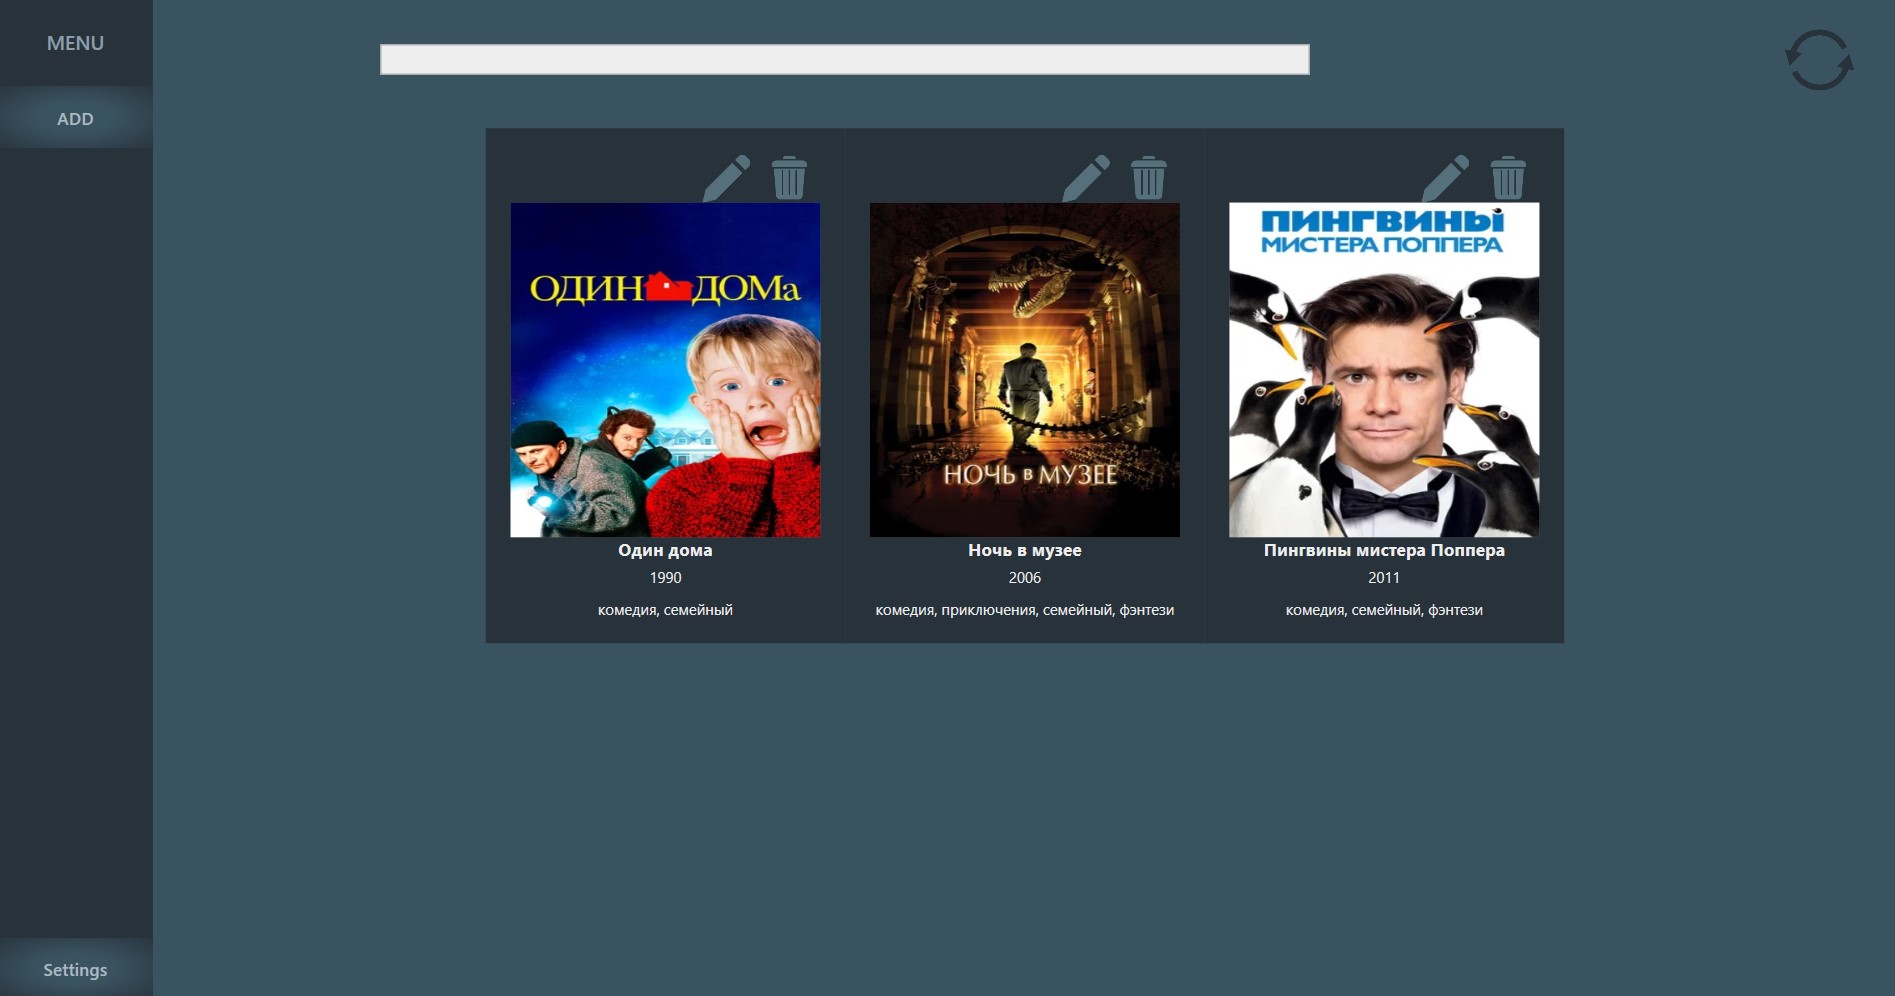 MENU
ADD
ОДИН ДОМа
НОЧЬ в МУЗЕЕ
ПИНГВИНЫ
МИСТЕРА ПОППЕРА
Один дома
1990
комедия, семейный
Ночь в музее
2006
комедия, приключения, семейный, фэнтези
Пингвины мистера Поппера
2011
комедия, семейный, фэнтези
Settings